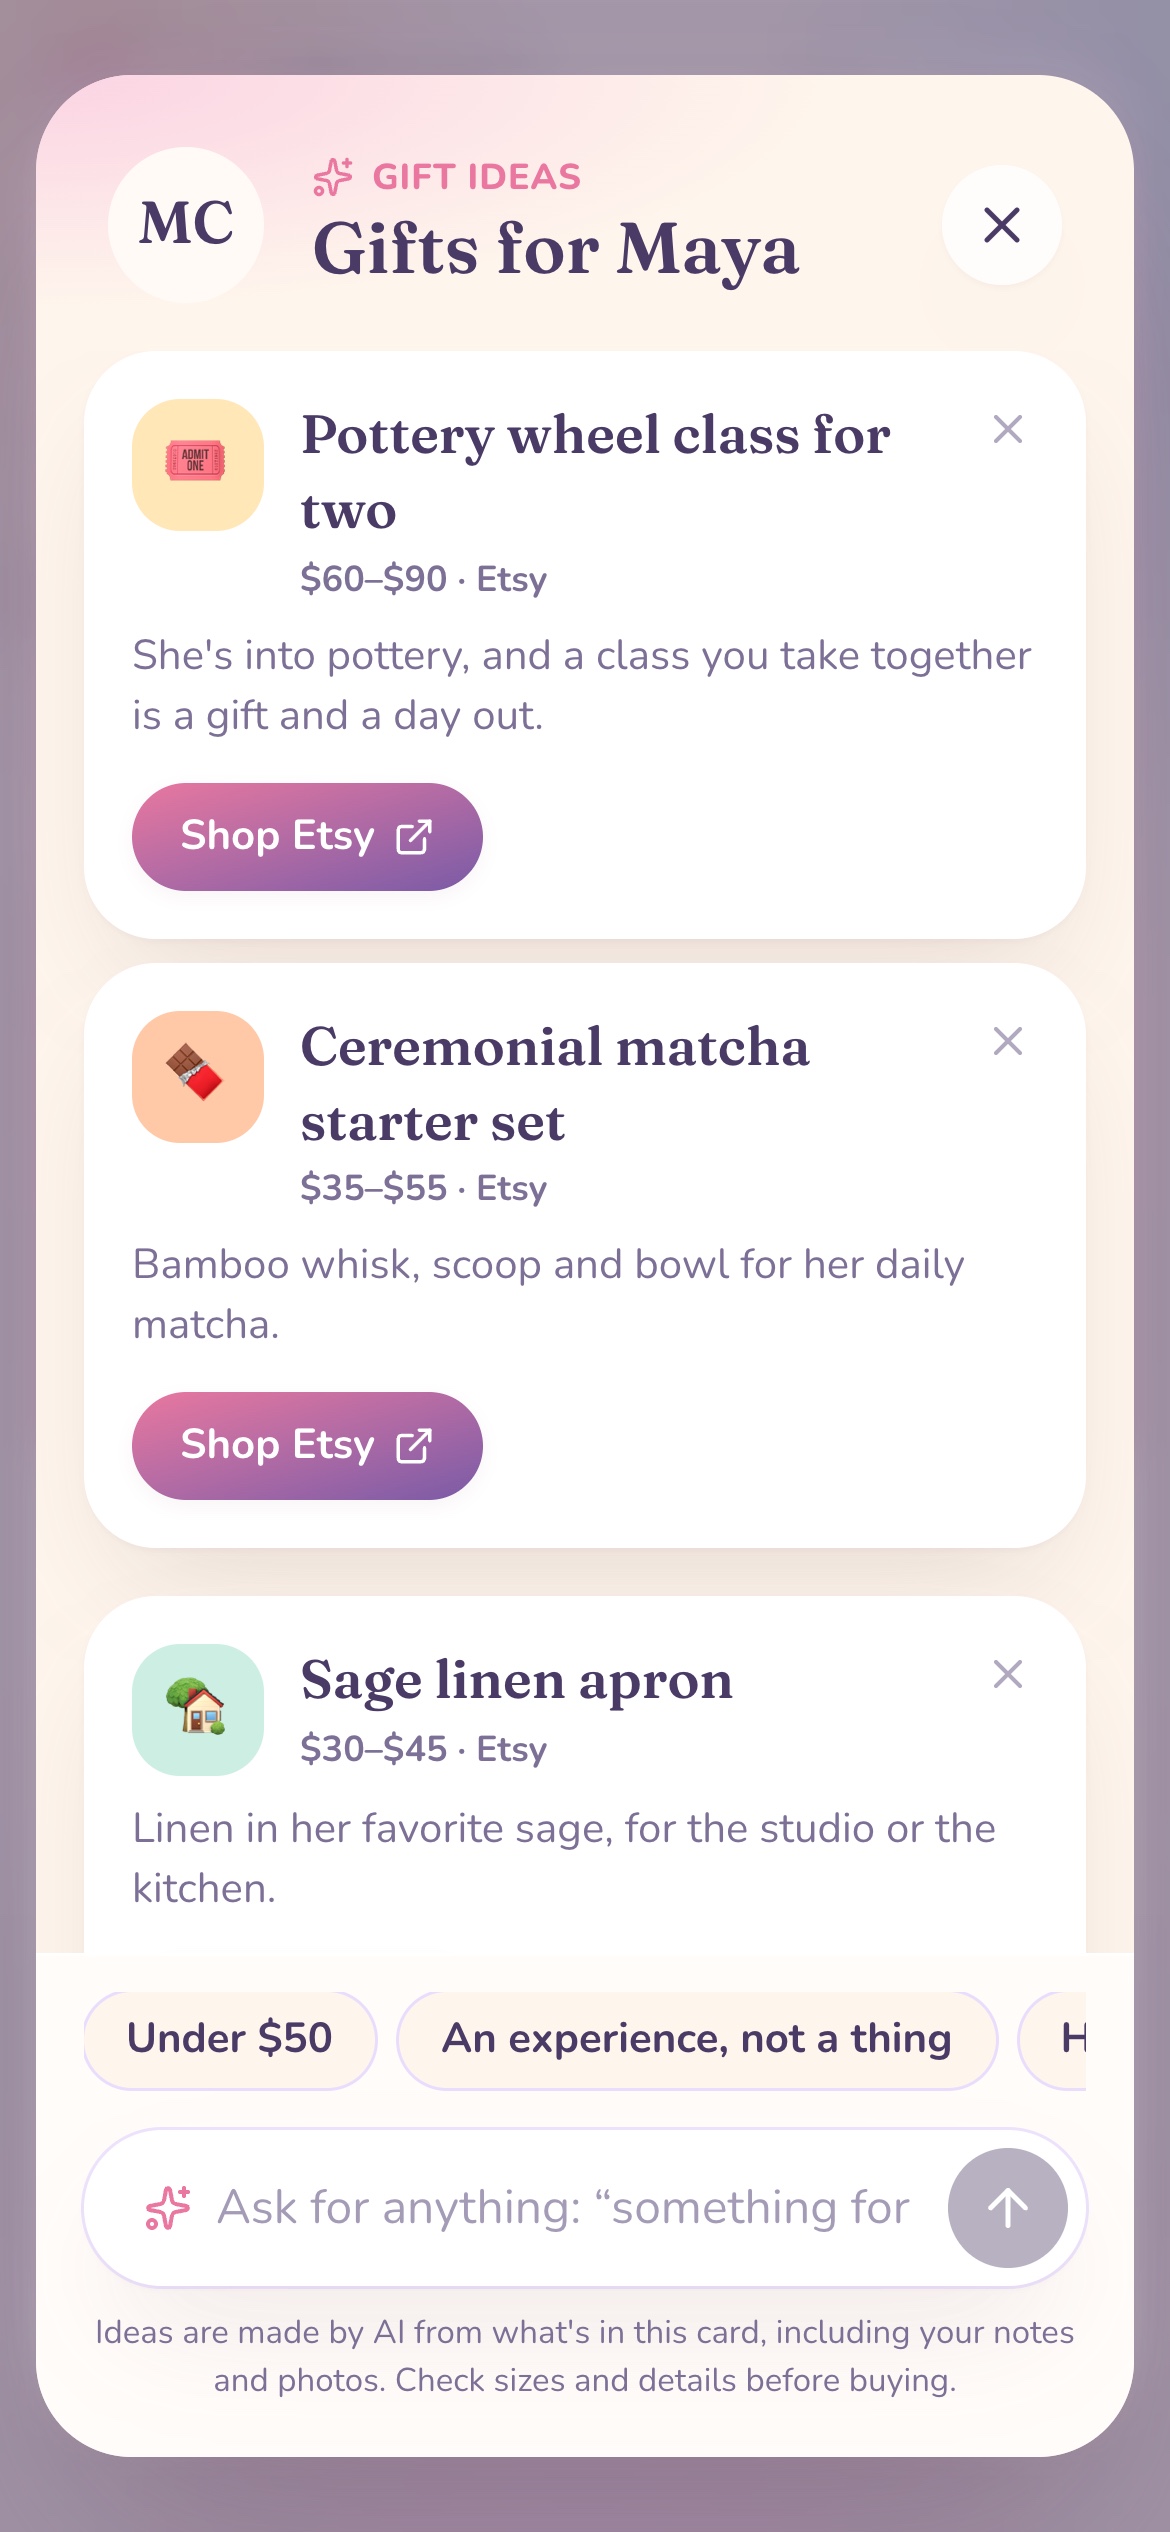 MC
GIFT IDEAS
Gifts for Maya
ADMIT
ONE
Pottery wheel class for
two
$60–$90 · Etsy
She's into pottery, and a class you take together
is a gift and a day out.
Shop Etsy
Ceremonial matcha
starter set
$35–$55 · Etsy
Bamboo whisk, scoop and bowl for her daily
matcha.
Shop Etsy
Sage linen apron
$30–$45 · Etsy
Linen in her favorite sage, for the studio or the
kitchen.
Under $50 An experience, not a thing
Ask for anything: “something for
Ideas are made by AI from what's in this card, including your notes
and photos. Check sizes and details before buying.